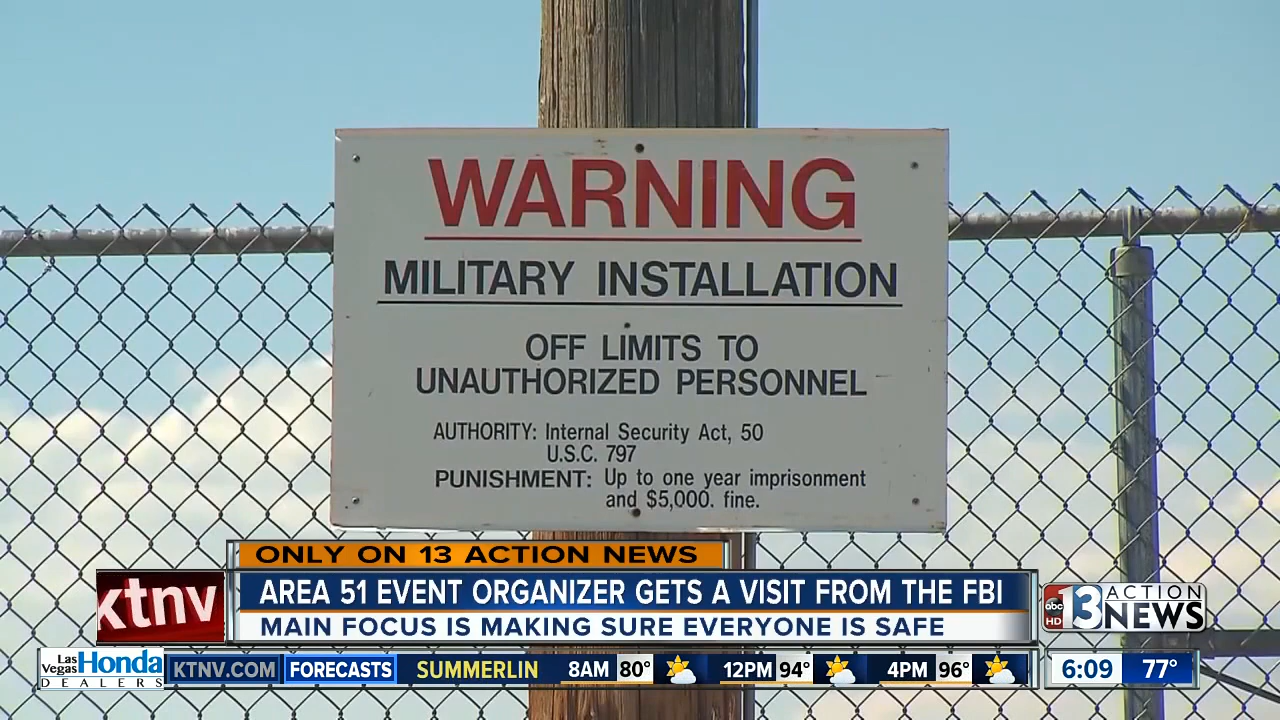 WARNING
MILITARY INSTALLATION
OFF LIMITS TO
UNAUTHORIZED PERSONNEL
AUTHORITY: Internal Security Act, 50
U.S.C. 797
PUNISHMENT: Up to one year imprisonment
and $5,000. fine.
ONLY ON 13 ACTION NEWS
ktnv
AREA 51 EVENT ORGANIZER GETS A VISIT FROM THE FBI
MAIN FOCUS IS MAKING SURE EVERYONE IS SAFE
abc HD 13 ACTION NEWS
Las Vegas Honda DEALERS
KTNV.COM FORECASTS SUMMERLIN 8AM 80° 12PM 94° 4PM 96°
6:09 77°